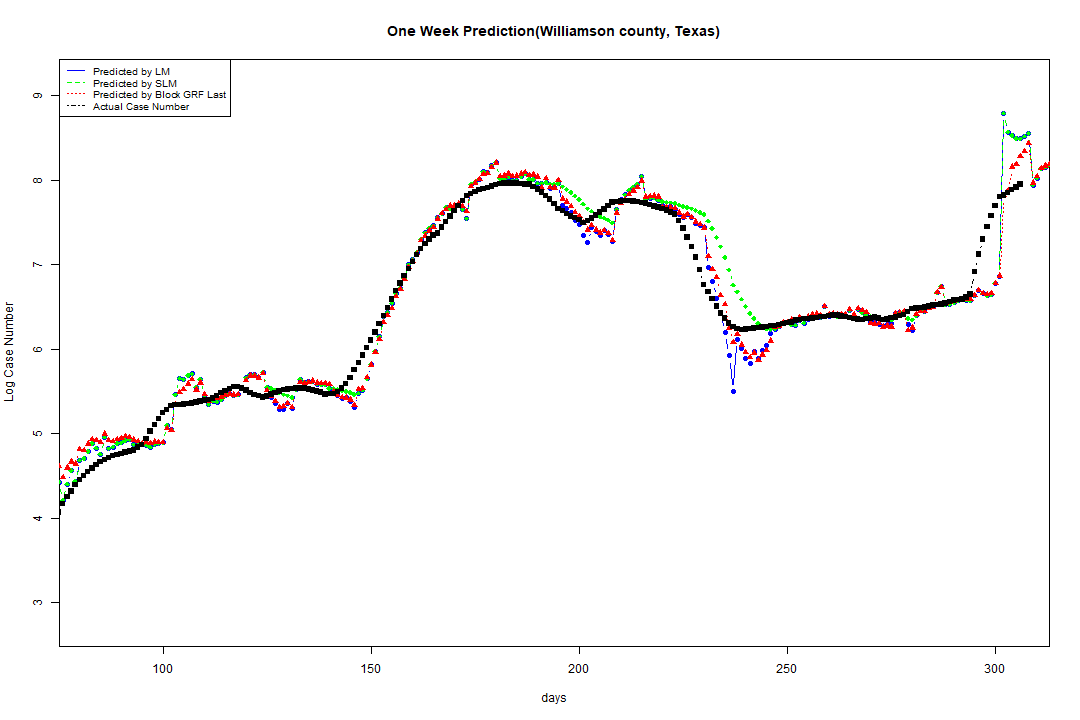 One Week Prediction(Williamson county, Texas)
Predicted by LM
Predicted by SLM
Predicted by Block GRF Last
Actual Case Number
9
8
7
6
5
4
3
Log Case Number
100 150 200 250 300
days